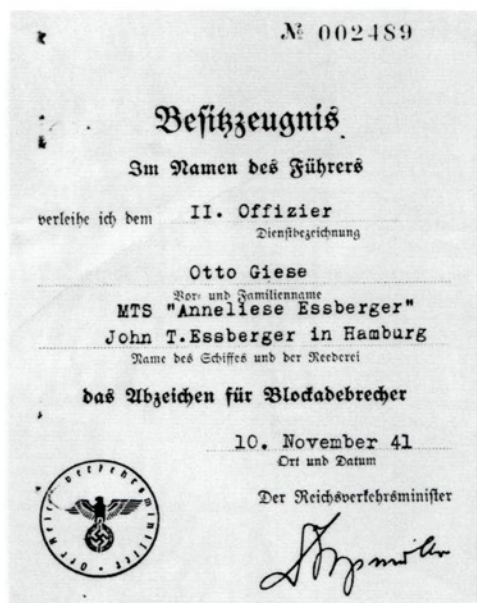 № 002489
Besitzzeugnis
Im Namen des Führers
verleihe ich dem II. Offizier
Dienstbezeichnung
Otto Giese
Vor- und Familienname
MTS "Anneliese Essberger"
John T.Essberger in Hamburg
Name des Schiffes und der Reederei
das Abzeichen für Blockadebrecher
10. November 41
Ort und Datum
Der Reichsverkehrsminister
Der Reichsverkehrsminister